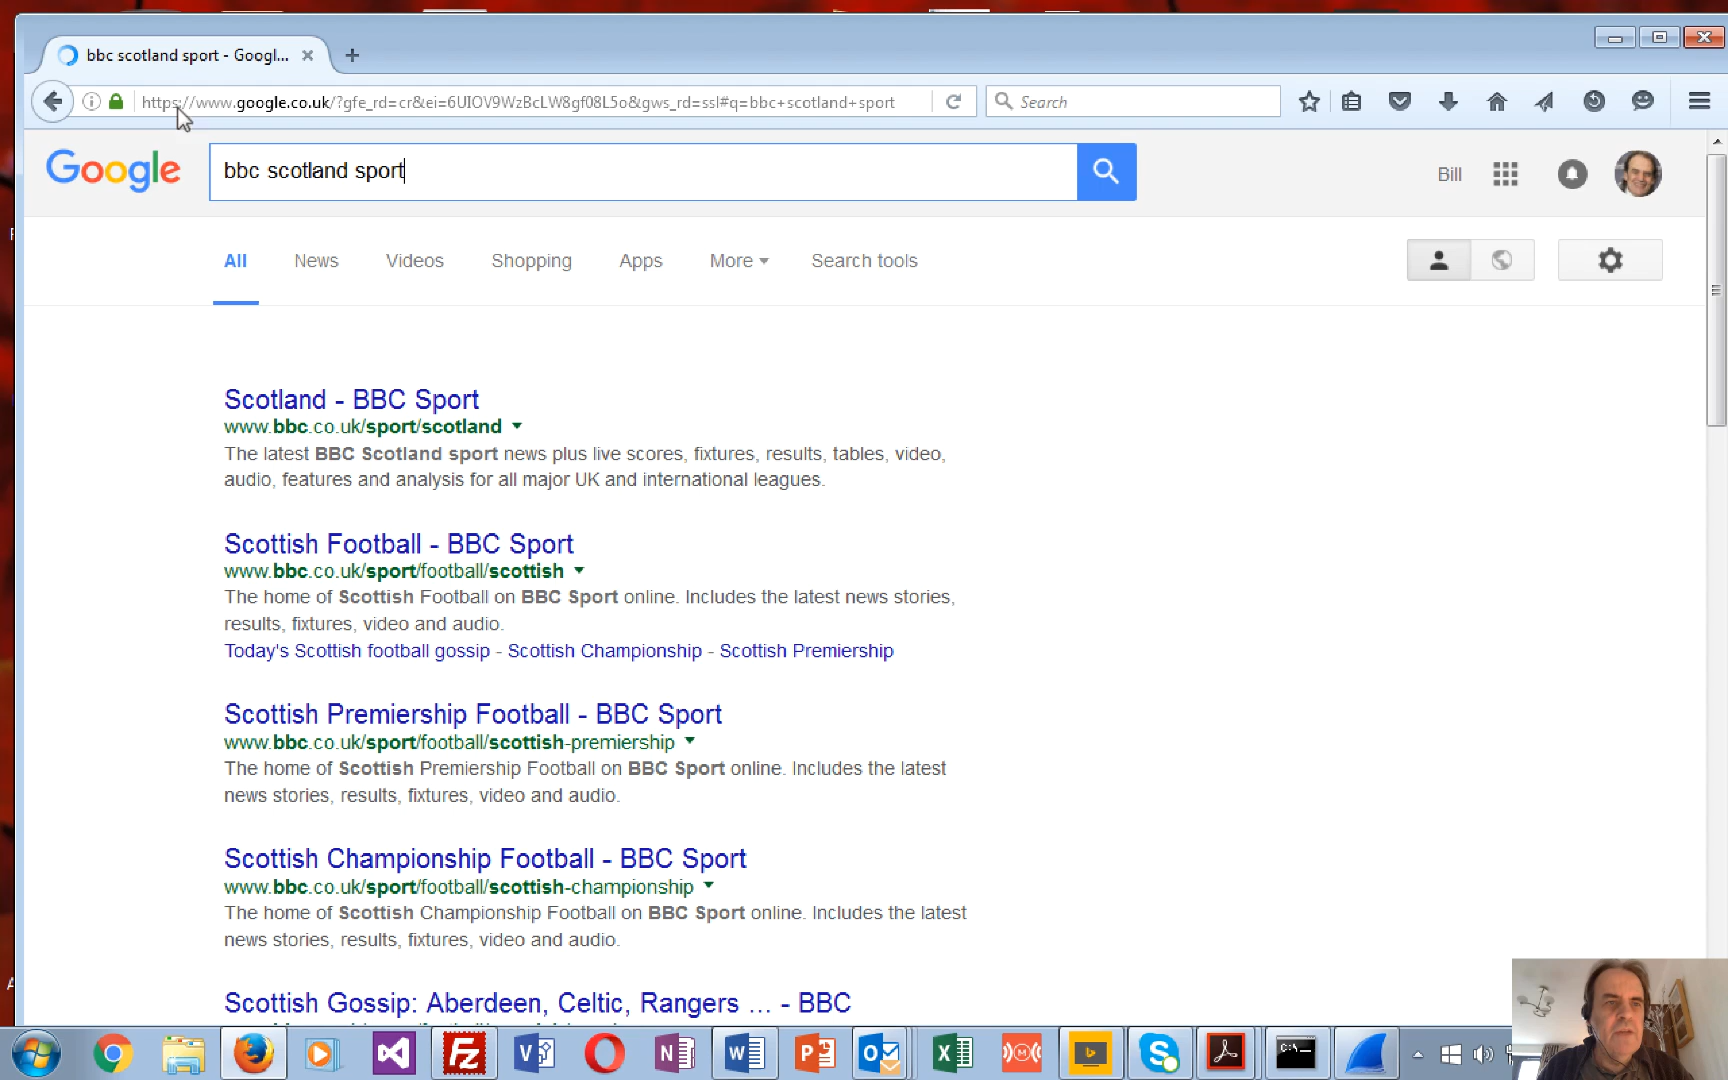 bbc scotland sport - Googl...
https://www.google.co.uk/?gfe_rd=cr&ei=6UIOV9WzBcLW8gf08L5o&gws_rd=ssl#q=bbc+scotland+sport
Search
Google
bbc scotland sport
Bill
All News Videos Shopping Apps More Search tools
Scotland - BBC Sport
www.bbc.co.uk/sport/scotland
The latest BBC Scotland sport news plus live scores, fixtures, results, tables, video,
audio, features and analysis for all major UK and international leagues.
Scottish Football - BBC Sport
www.bbc.co.uk/sport/football/scottish
The home of Scottish Football on BBC Sport online. Includes the latest news stories,
results, fixtures, video and audio.
Today's Scottish football gossip - Scottish Championship - Scottish Premiership
Scottish Premiership Football - BBC Sport
www.bbc.co.uk/sport/football/scottish-premiership
The home of Scottish Premiership Football on BBC Sport online. Includes the latest
news stories, results, fixtures, video and audio.
Scottish Championship Football - BBC Sport
www.bbc.co.uk/sport/football/scottish-championship
The home of Scottish Championship Football on BBC Sport online. Includes the latest
news stories, results, fixtures, video and audio.
Scottish Gossip: Aberdeen, Celtic, Rangers ... - BBC